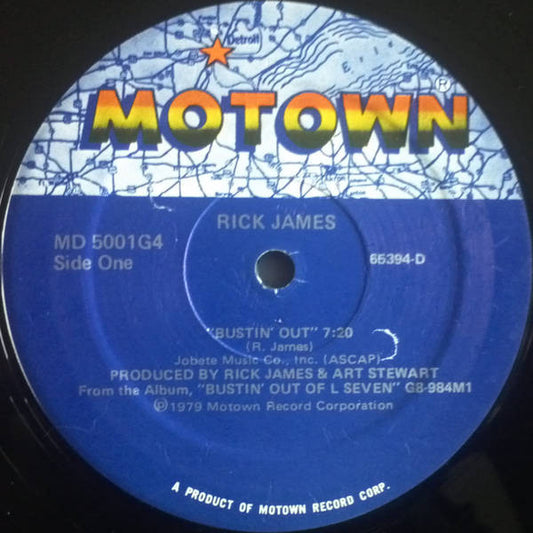 Detroit
ERIE
MOTOWN®
RICK JAMES
MD 5001G4
Side One
65394-D
"BUSTIN' OUT" 7:20
(R. James)
Jobete Music Co., Inc. (ASCAP)
PRODUCED BY RICK JAMES & ART STEWART
From the Album, "BUSTIN' OUT OF L SEVEN" G8-984M1
℗1979 Motown Record Corporation
A PRODUCT OF MOTOWN RECORD CORP.